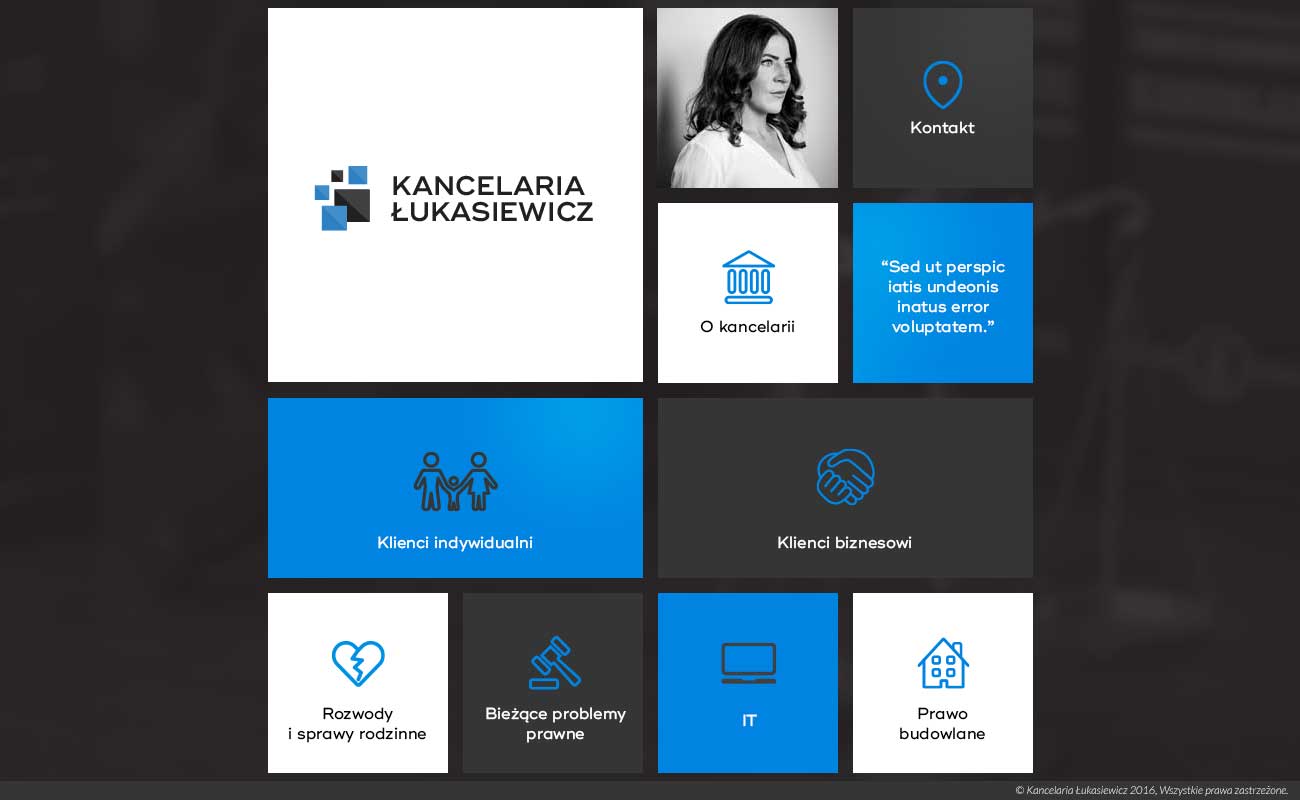 KANCELARIA
ŁUKASIEWICZ
Kontakt
O kancelarii
“Sed ut perspic
iatis undeonis
inatus error
voluptatem.”
Klienci indywidualni
Klienci biznesowi
Rozwody
i sprawy rodzinne
Bieżące problemy
prawne
IT
Prawo
budowlane
© Kancelaria Łukasiewicz 2016, Wszystkie prawa zastrzeżone.